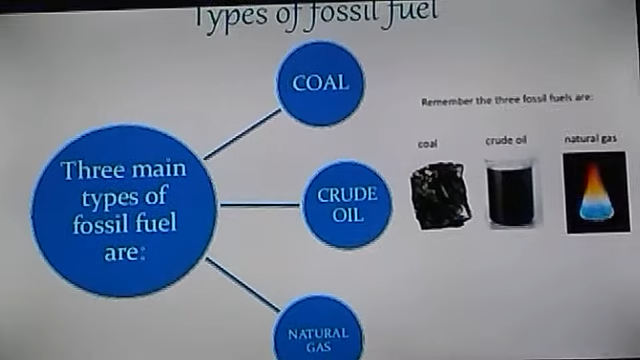 Types of fossil fuel
COAL
Remember the three fossil fuels are:
coal
crude oil
natural gas
Three main
types of
fossil fuel
are:
CRUDE
OIL
NATURAL
GAS